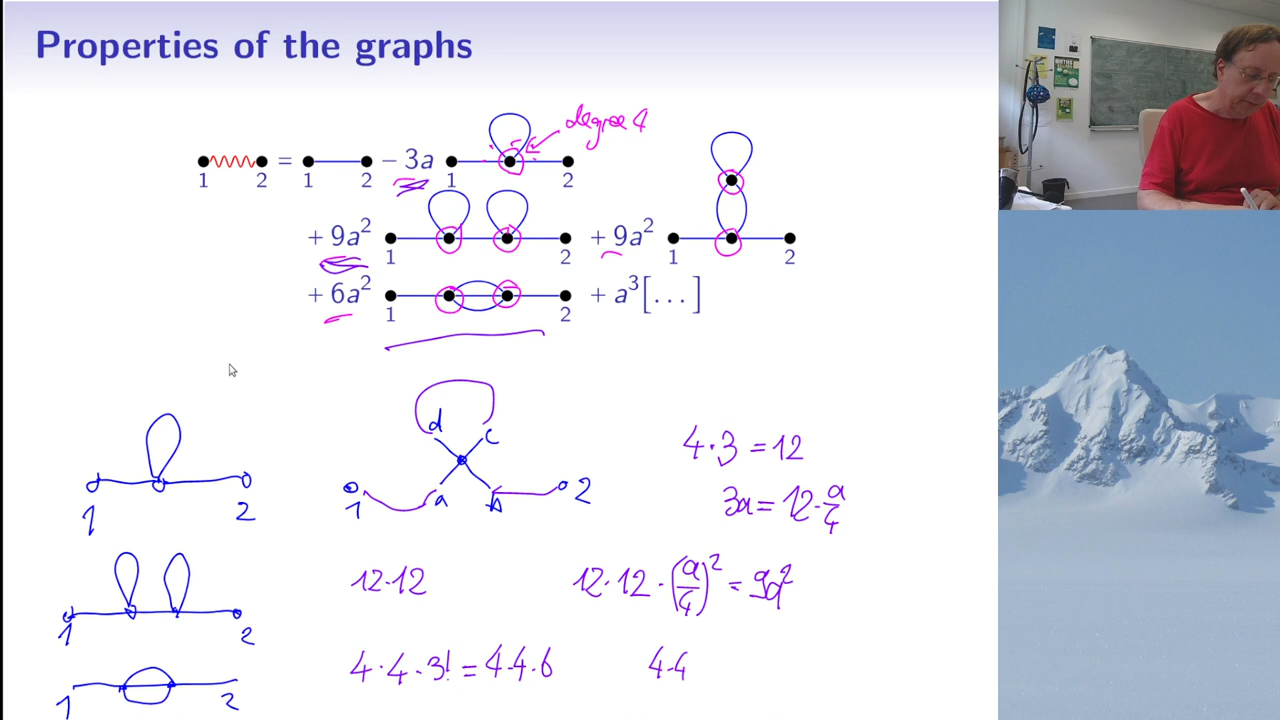 Properties of the graphs
degree 4
= − 3a
1 2 1 2 1 2
+ 9a² + 9a²
1 2 1 2
+ 6a² + a³[...]
1 2
d c
4·3 = 12
1 2 1 a b 2
3a = 12·a/4
12·12 12·12·(a/4)² = 9a²
1 2
4·4·3! = 4·4·6 4·4
1 2